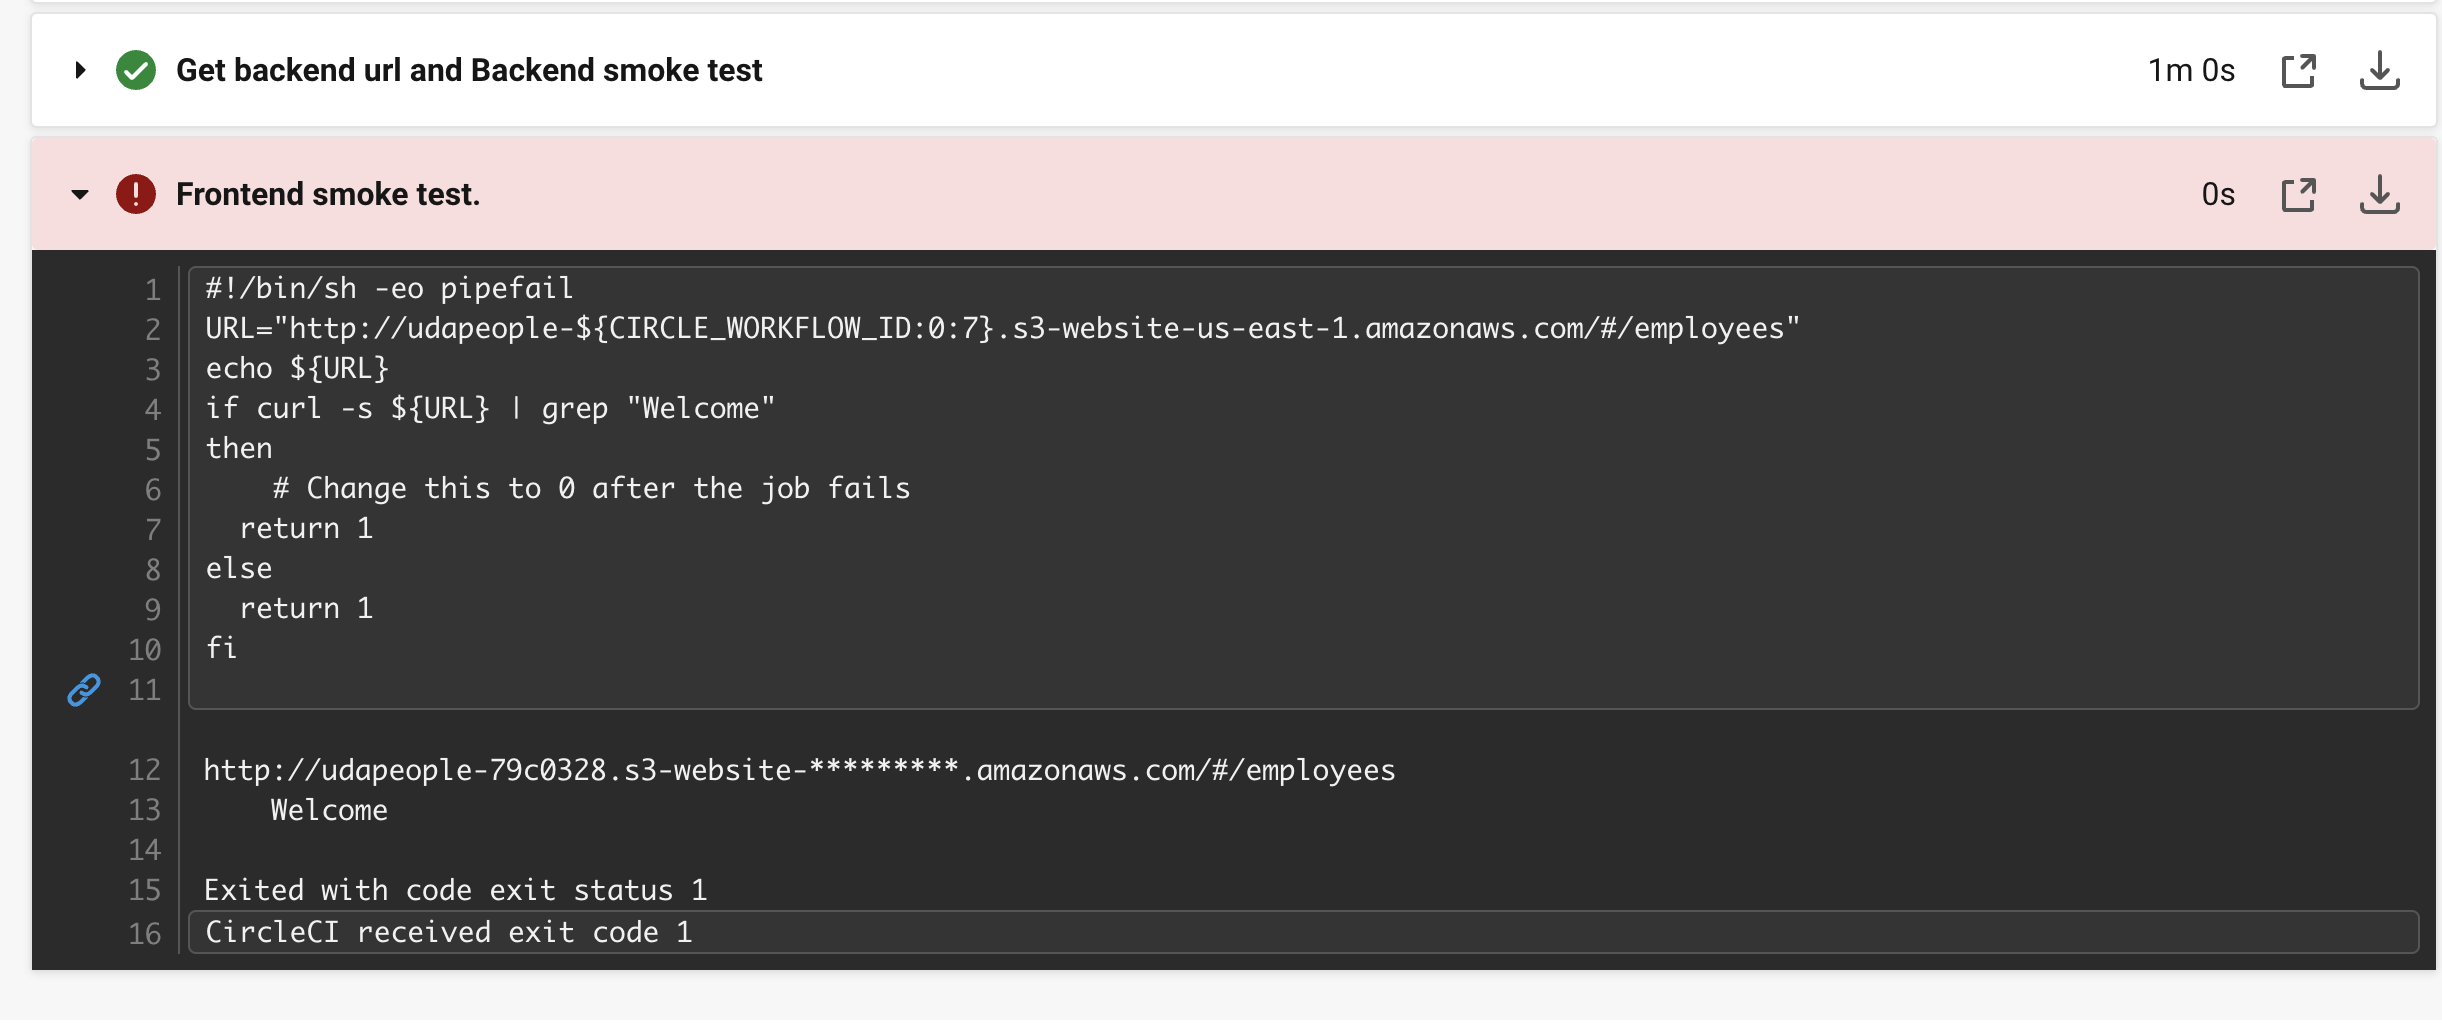 Get backend url and Backend smoke test
1m 0s
Frontend smoke test.
0s
1 #!/bin/sh -eo pipefail
2 URL="http://udapeople-${CIRCLE_WORKFLOW_ID:0:7}.s3-website-us-east-1.amazonaws.com/#/employees"
3 echo ${URL}
4 if curl -s ${URL} | grep "Welcome"
5 then
6     # Change this to 0 after the job fails
7   return 1
8 else
9   return 1
10 fi
11
12 http://udapeople-79c0328.s3-website-*********.amazonaws.com/#/employees
13     Welcome
14
15 Exited with code exit status 1
16 CircleCI received exit code 1